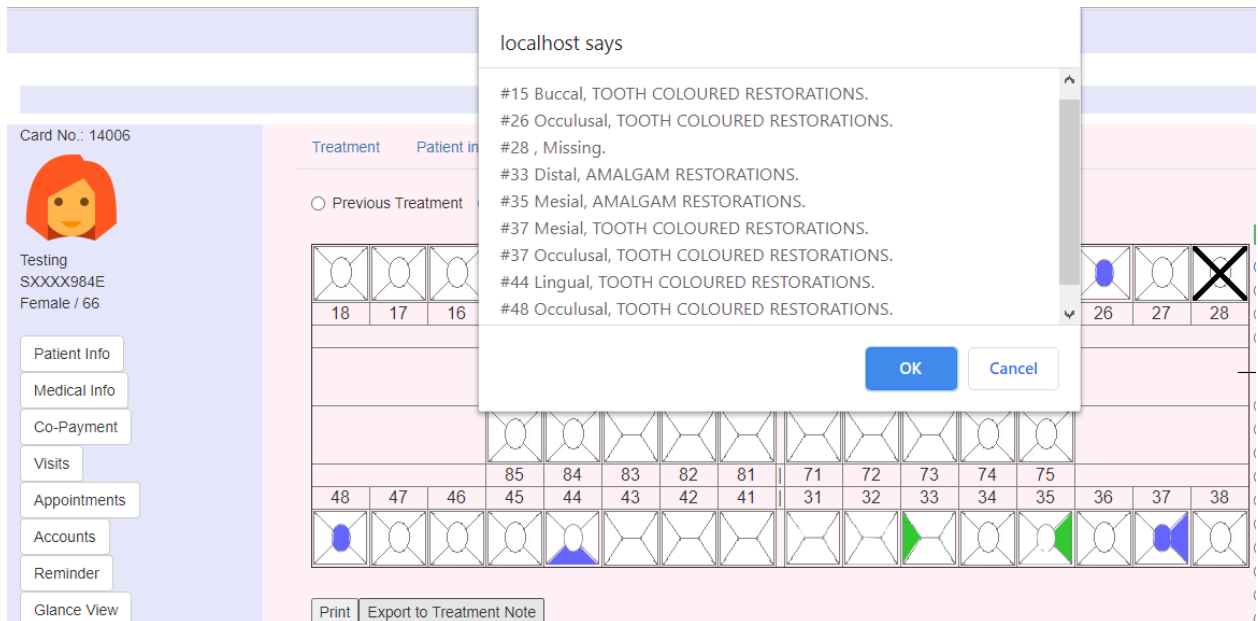 localhost says
#15 Buccal, TOOTH COLOURED RESTORATIONS.
#26 Occulusal, TOOTH COLOURED RESTORATIONS.
#28 , Missing.
#33 Distal, AMALGAM RESTORATIONS.
#35 Mesial, AMALGAM RESTORATIONS.
#37 Mesial, TOOTH COLOURED RESTORATIONS.
#37 Occulusal, TOOTH COLOURED RESTORATIONS.
#44 Lingual, TOOTH COLOURED RESTORATIONS.
#48 Occulusal, TOOTH COLOURED RESTORATIONS.
OK Cancel
Card No.: 14006
Testing
SXXXX984E
Female / 66
Patient Info
Medical Info
Co-Payment
Visits
Appointments
Accounts
Reminder
Glance View
Treatment Patient in
Previous Treatment
18 17 16 26 27 28
85 84 83 82 81 | 71 72 73 74 75
48 47 46 45 44 43 42 41 | 31 32 33 34 35 36 37 38
Print Export to Treatment Note